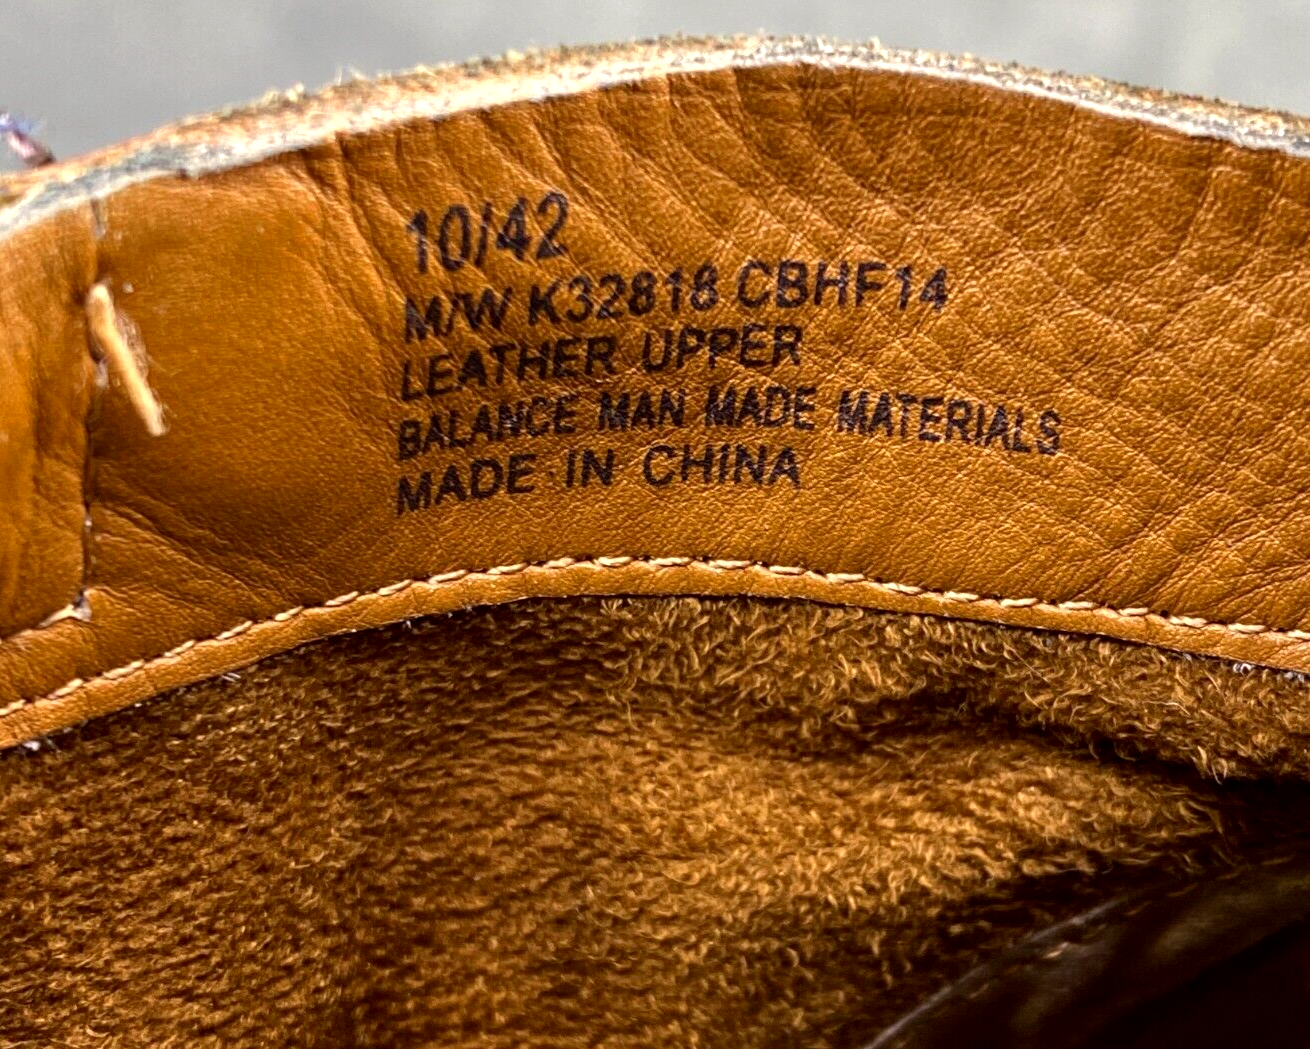 10/42
M/W K32818 CBHF14
LEATHER UPPER
BALANCE MAN MADE MATERIALS
MADE IN CHINA